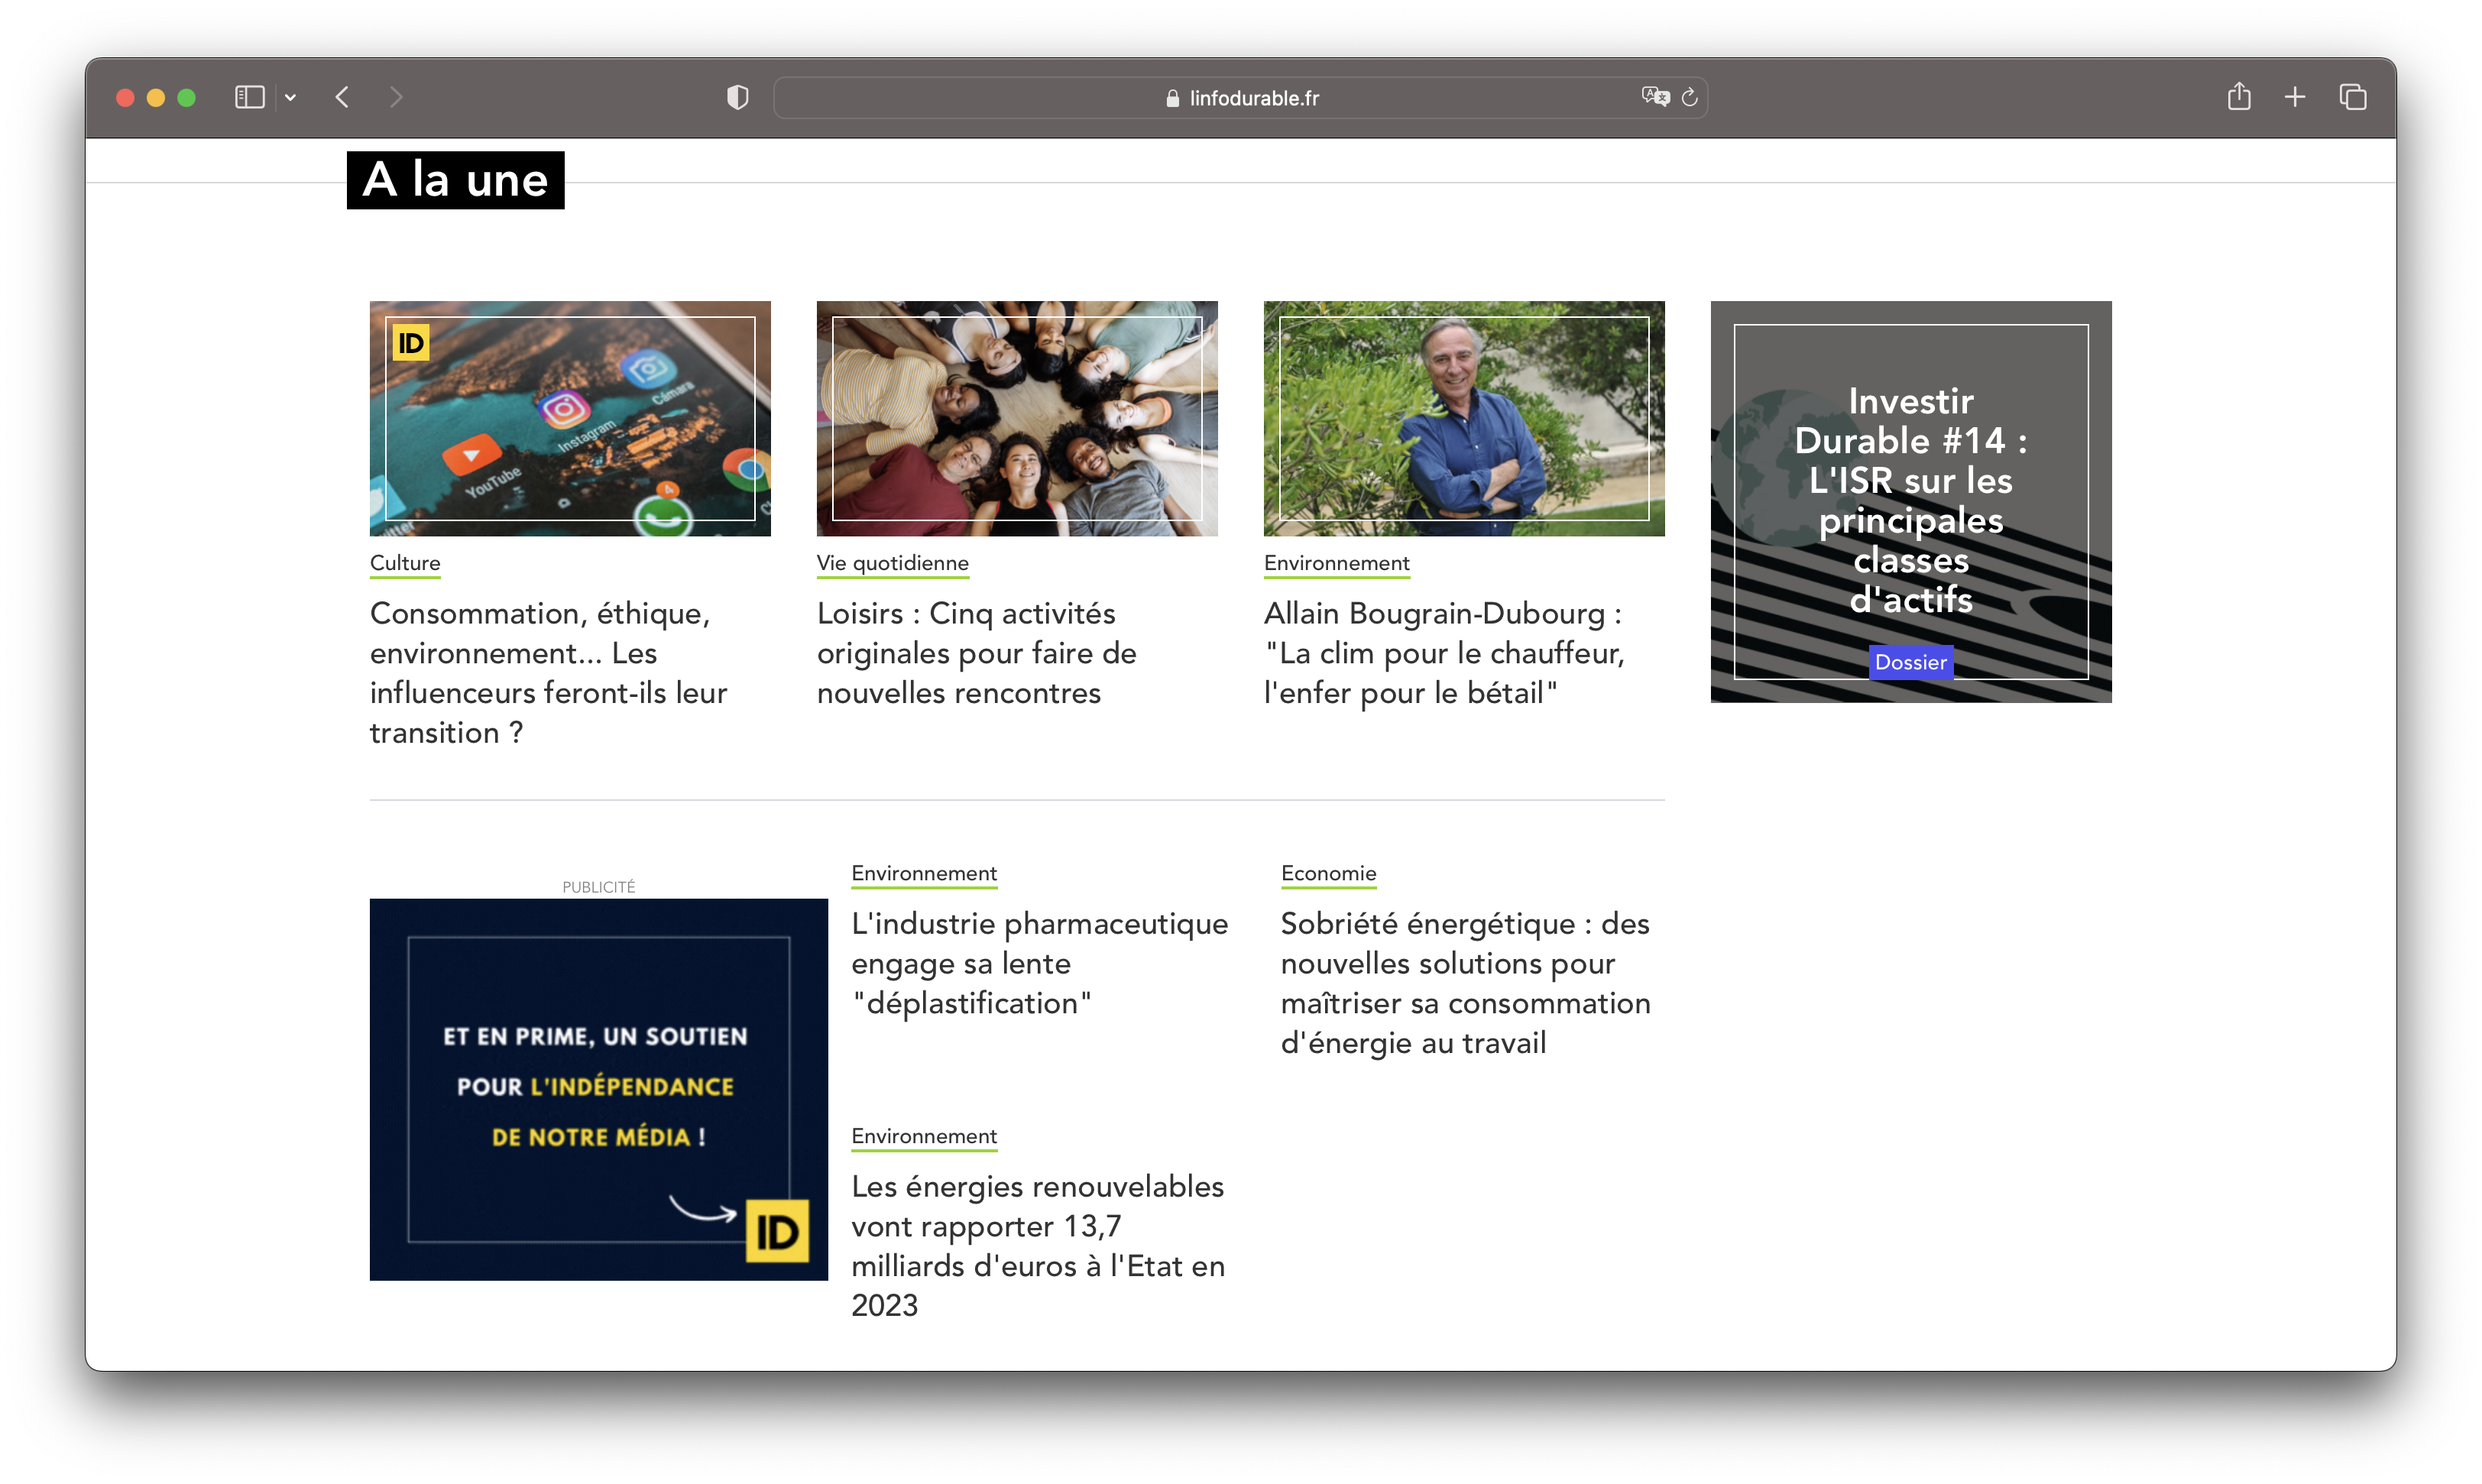 linfodurable.fr
A la une
ID
Câmara
Instagram
YouTube
4
Culture
Consommation, éthique,
environnement... Les
influenceurs feront-ils leur
transition ?
Vie quotidienne
Loisirs : Cinq activités
originales pour faire de
nouvelles rencontres
Environnement
Allain Bougrain-Dubourg :
"La clim pour le chauffeur,
l'enfer pour le bétail"
Investir
Durable #14 :
L'ISR sur les
principales
classes
d'actifs
Dossier
PUBLICITÉ
ET EN PRIME, UN SOUTIEN
POUR L'INDÉPENDANCE
DE NOTRE MÉDIA !
ID
Environnement
L'industrie pharmaceutique
engage sa lente
"déplastification"
Economie
Sobriété énergétique : des
nouvelles solutions pour
maîtriser sa consommation
d'énergie au travail
Environnement
Les énergies renouvelables
vont rapporter 13,7
milliards d'euros à l'Etat en
2023